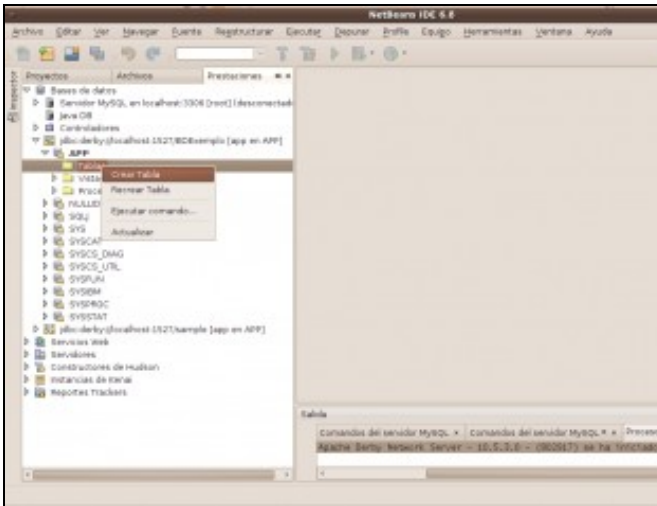 NetBeans IDE 6.8
Archivo Editar Ver Navegar Fuente Reestructurar Ejecutar Depurar Profile Equipo Herramientas Ventana Ayuda
Proyectos Archivos Prestaciones
Inspector
Bases de datos
Servidor MySQL en localhost:3306 [root] (desconectado
Java DB
Controladores
jdbc:derby://localhost:1527/BDExemplo [app en APP]
APP
Tablas
Crear Tabla
Vistas
Recrear Tabla
Proce
Ejecutar comando...
Actualizar
NULLID
SQLJ
SYS
SYSCAT
SYSCS_DIAG
SYSCS_UTIL
SYSFUN
SYSIBM
SYSPROC
SYSSTAT
jdbc:derby://localhost:1527/sample [app en APP]
Servicios Web
Servidores
Constructores de Hudson
Instancias de Kenai
Reportes Trackers
Salida
Comandos del servidor MySQL Comandos del servidor MySQL Proceso
Apache Derby Network Server - 10.5.3.0 - (802917) se ha iniciado